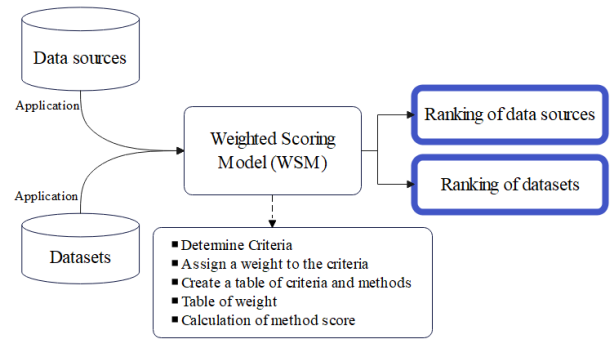 Data sources
Application
Weighted Scoring
Model (WSM)
Ranking of data sources
Ranking of datasets
Application
Datasets
▪ Determine Criteria
▪ Assign a weight to the criteria
▪ Create a table of criteria and methods
▪ Table of weight
▪ Calculation of method score